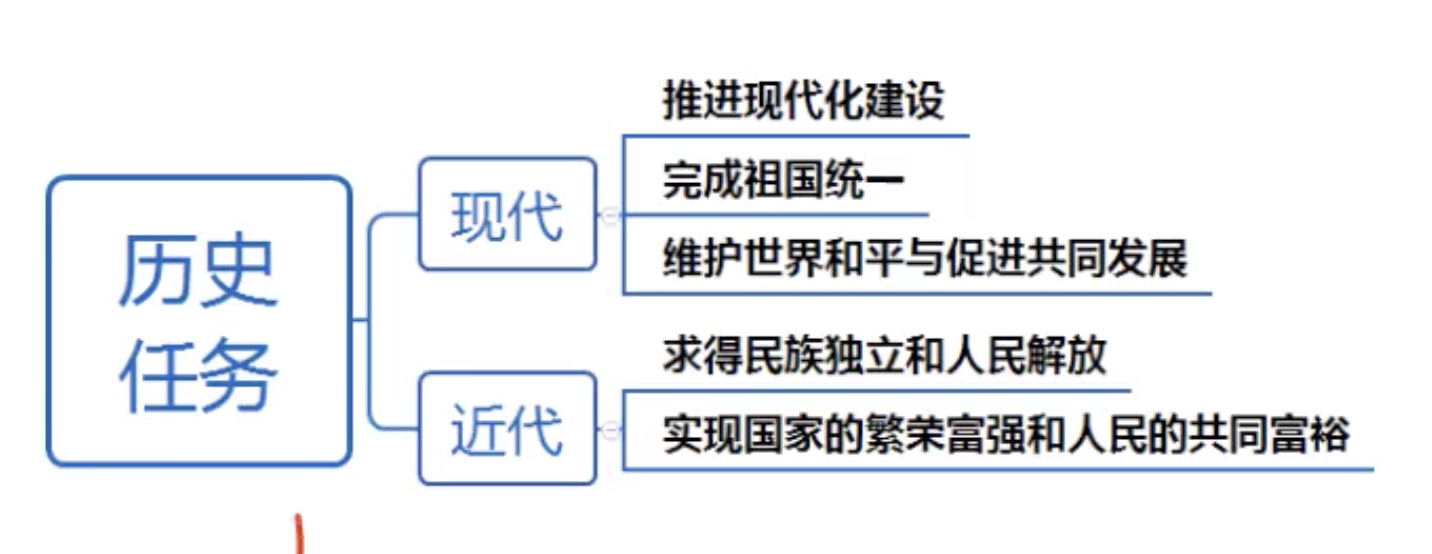 历史
任务
现代
推进现代化建设
完成祖国统一
维护世界和平与促进共同发展
近代
求得民族独立和人民解放
实现国家的繁荣富强和人民的共同富裕